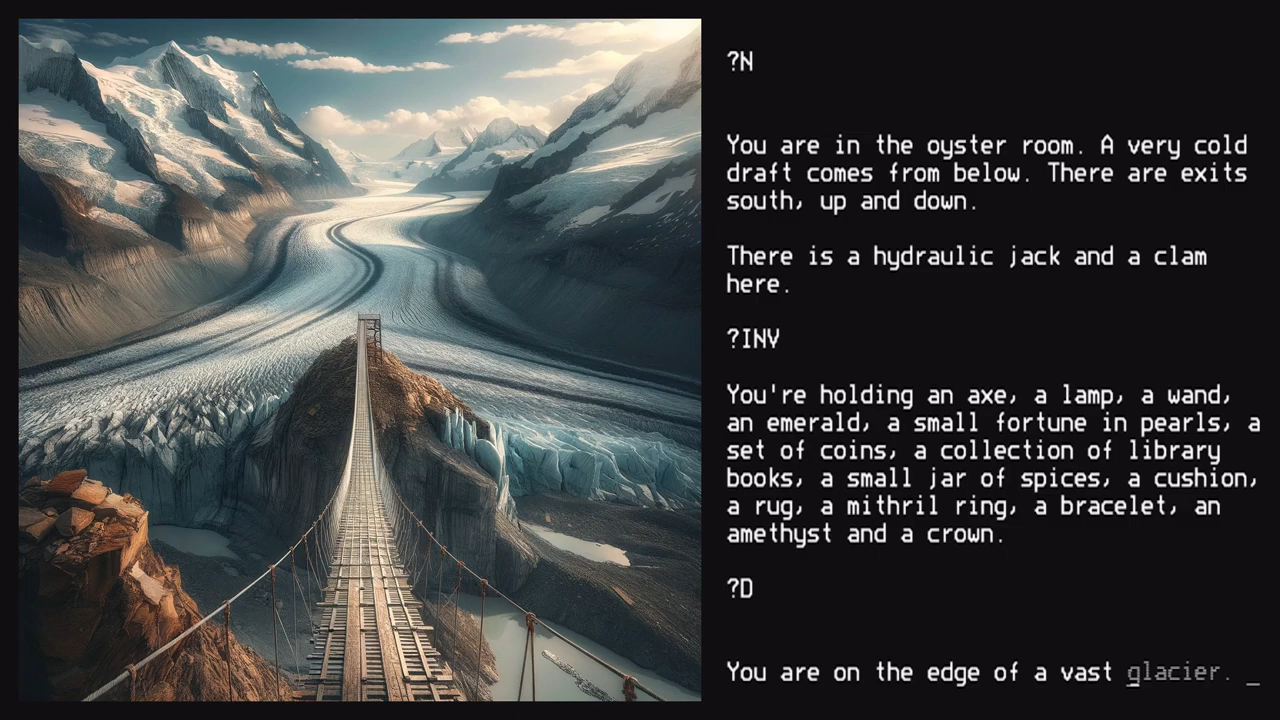 ?N
You are in the oyster room. A very cold
draft comes from below. There are exits
south, up and down.
There is a hydraulic jack and a clam
here.
?INV
You're holding an axe, a lamp, a wand,
an emerald, a small fortune in pearls, a
set of coins, a collection of library
books, a small jar of spices, a cushion,
a rug, a mithril ring, a bracelet, an
amethyst and a crown.
?D
You are on the edge of a vast glacier. _